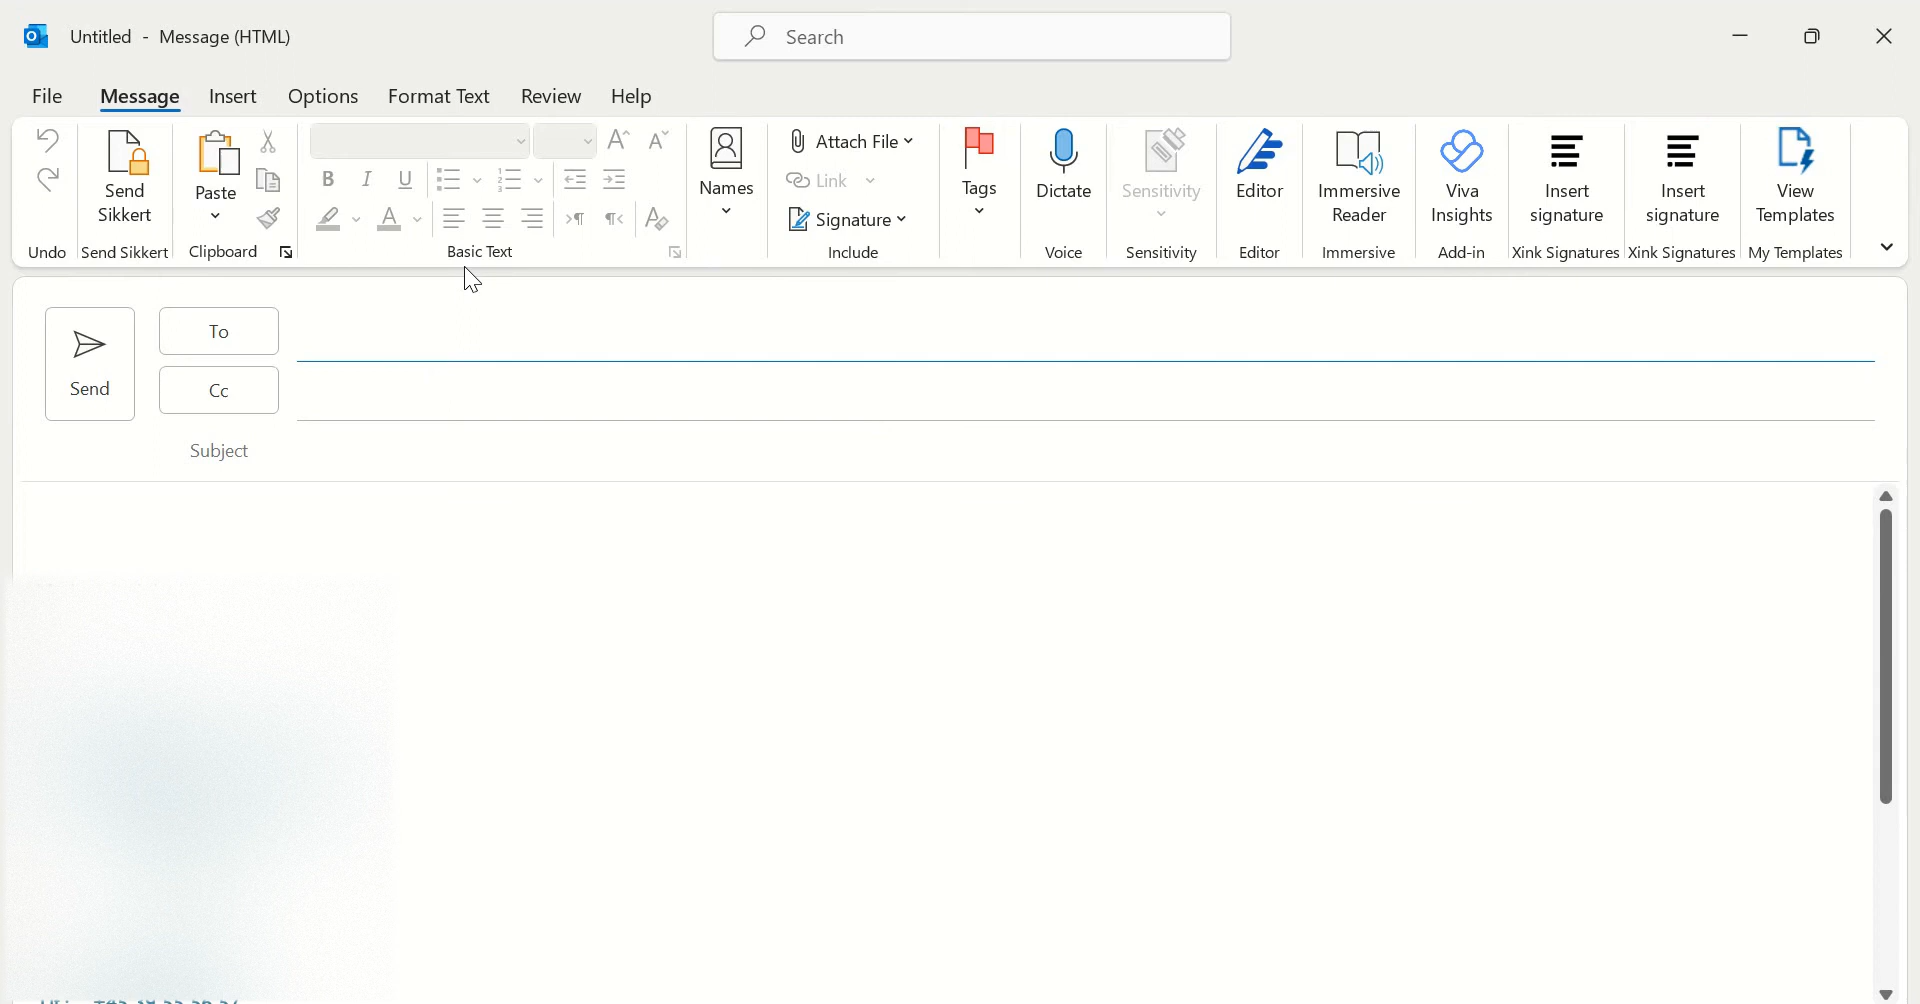 Untitled - Message (HTML)
Search
File Message Insert Options Format Text Review Help
Send Sikkert
Paste
B I U
Names
Attach File
Link
Signature
Tags
Dictate
Sensitivity
Editor
Immersive Reader
Viva Insights
Insert signature
Insert signature
View Templates
Undo Send Sikkert Clipboard Basic Text Include Voice Sensitivity Editor Immersive Add-in Xink Signatures Xink Signatures My Templates
Send
To
Cc
Subject